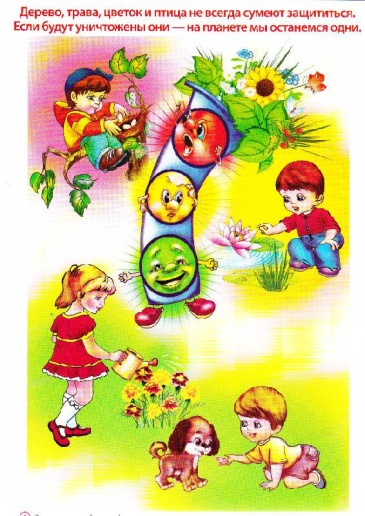 Дерево, трава, цветок и птица не всегда сумеют защититься.
Если будут уничтожены они — на планете мы останемся одни.